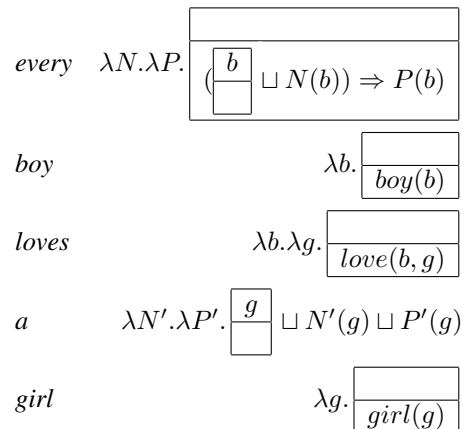 every λN.λP. ( b ⊔ N(b)) ⇒ P(b)
boy λb. boy(b)
loves λb.λg. love(b, g)
a λN′.λP′. g ⊔ N′(g) ⊔ P′(g)
girl λg. girl(g)